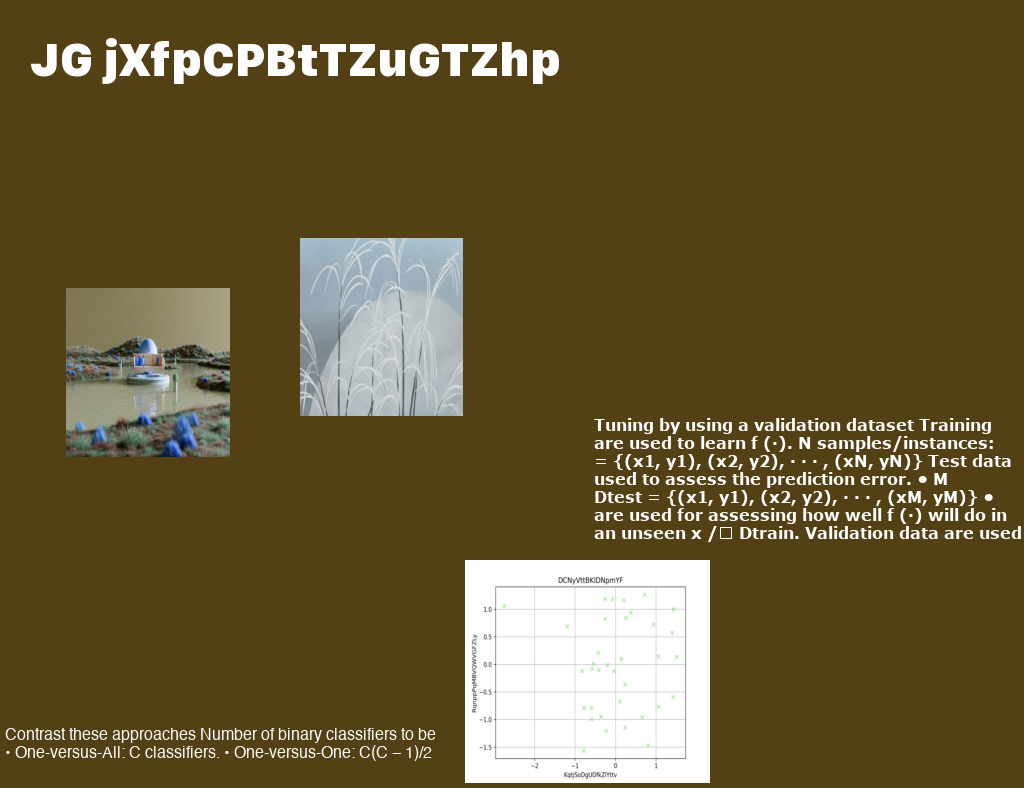 JG jXfpCPBtTZuGTZhp
Tuning by using a validation dataset Training
are used to learn f (·). N samples/instances:
= {(x1, y1), (x2, y2), · · · , (xN, yN)} Test data
used to assess the prediction error. • M
Dtest = {(x1, y1), (x2, y2), · · · , (xM, yM)} •
are used for assessing how well f (·) will do in
an unseen x /□ Dtrain. Validation data are used
DCNyVttBKlDNpmYF
1.0
0.5
0.0
−0.5
−1.0
−1.5
−2
−1
0
1
Contrast these approaches Number of binary classifiers to be
• One-versus-All: C classifiers. • One-versus-One: C(C − 1)/2